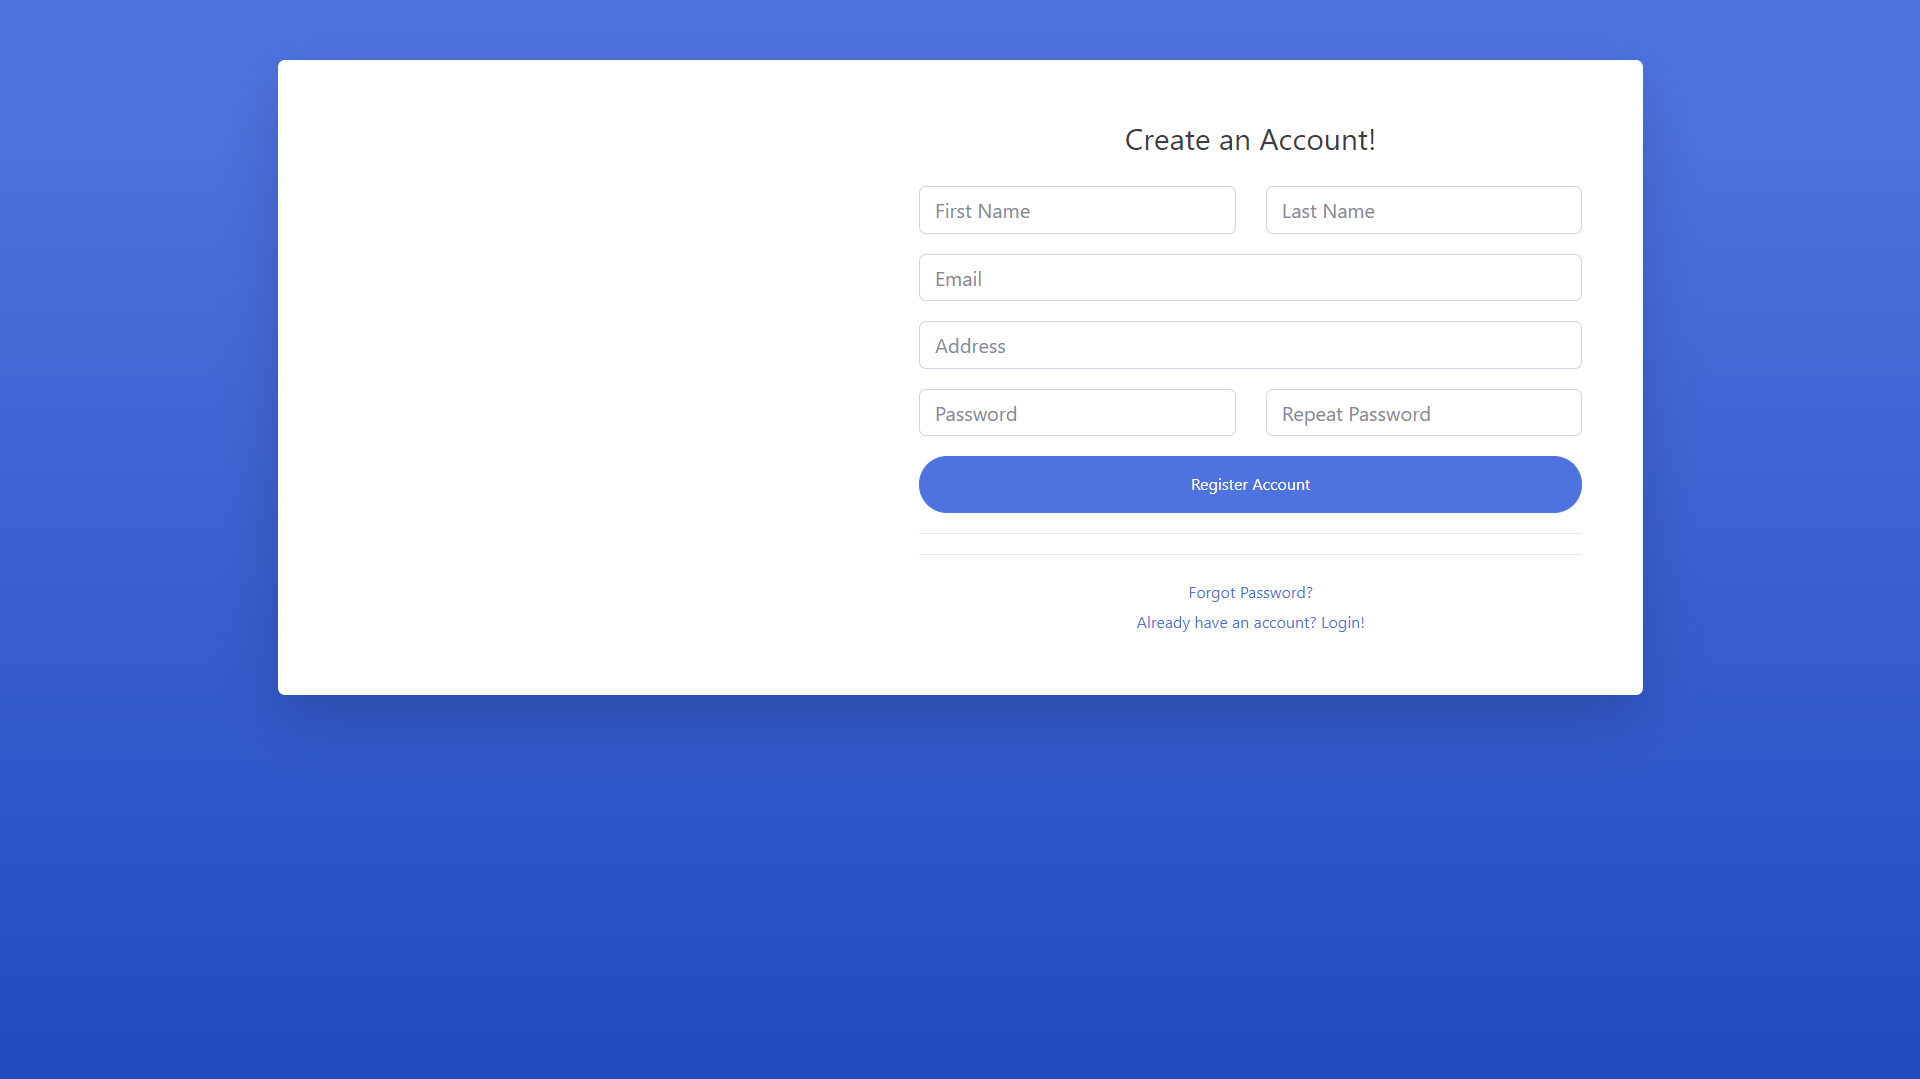 Create an Account!
First Name Last Name
Email
Address
Password Repeat Password
Register Account
Forgot Password?
Already have an account? Login!